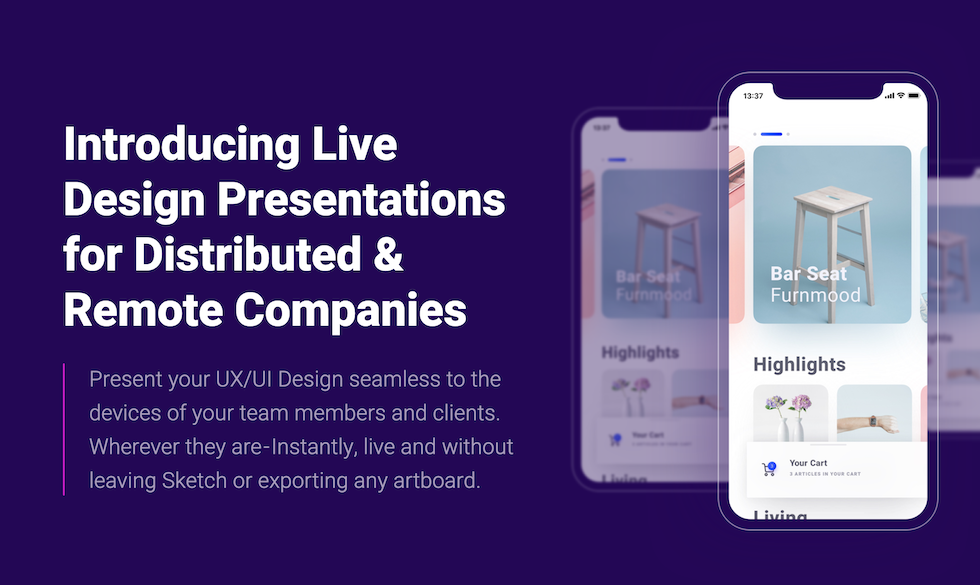 Introducing Live
Design Presentations
for Distributed &
Remote Companies
Present your UX/UI Design seamless to the
devices of your team members and clients.
Wherever they are-Instantly, live and without
leaving Sketch or exporting any artboard.
13:37
Bar Seat
Furnmood
Highlights
Your Cart
Living
13:37
Bar Seat
Furnmood
Highlights
Your Cart
3 ARTICLES IN YOUR CART
Living